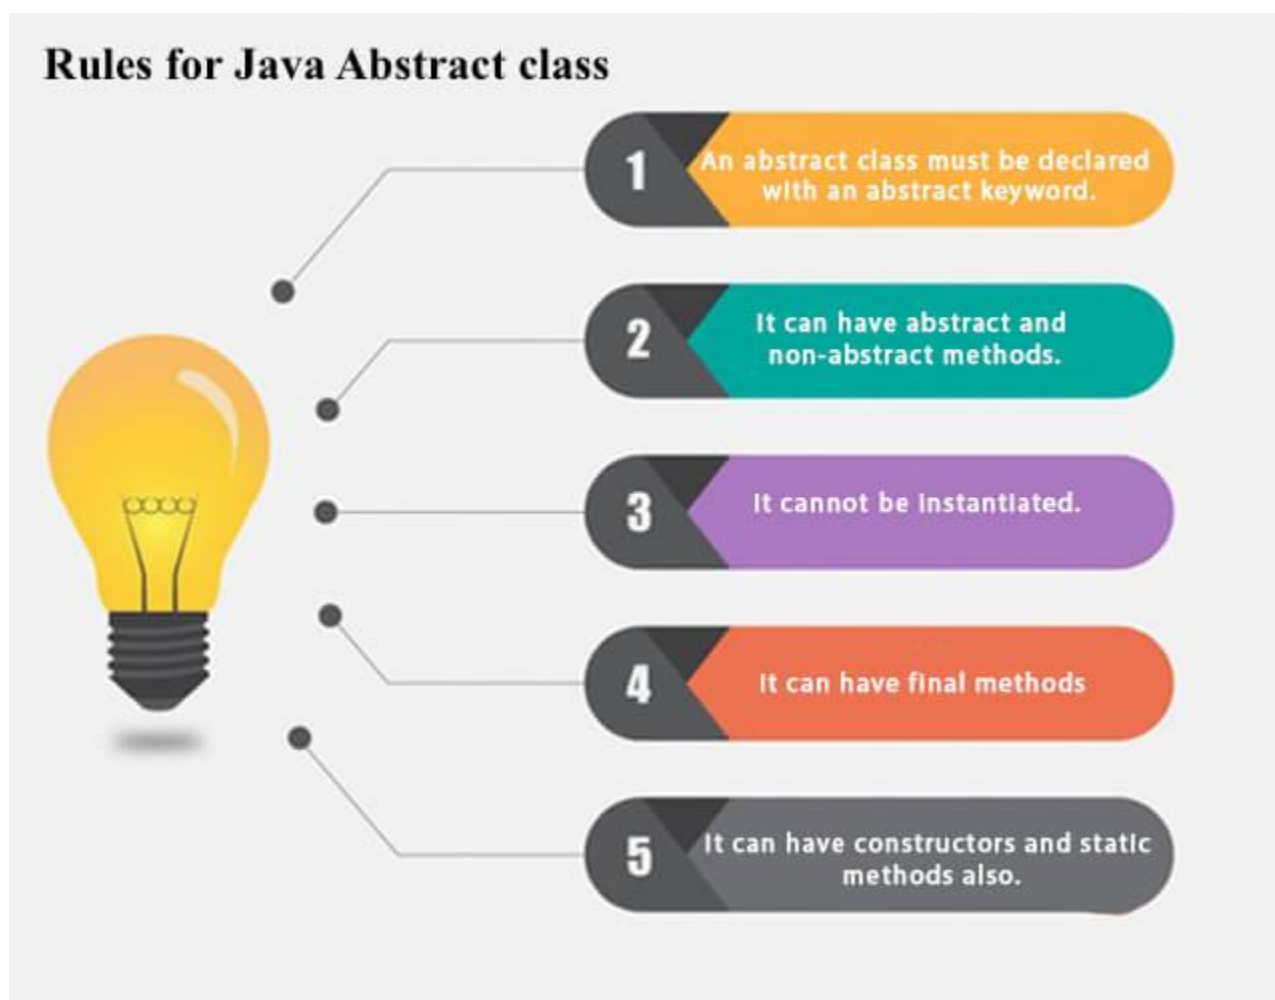 Rules for Java Abstract class
1
An abstract class must be declared
with an abstract keyword.
2
It can have abstract and
non-abstract methods.
3
It cannot be instantiated.
4
It can have final methods
5
It can have constructors and static
methods also.